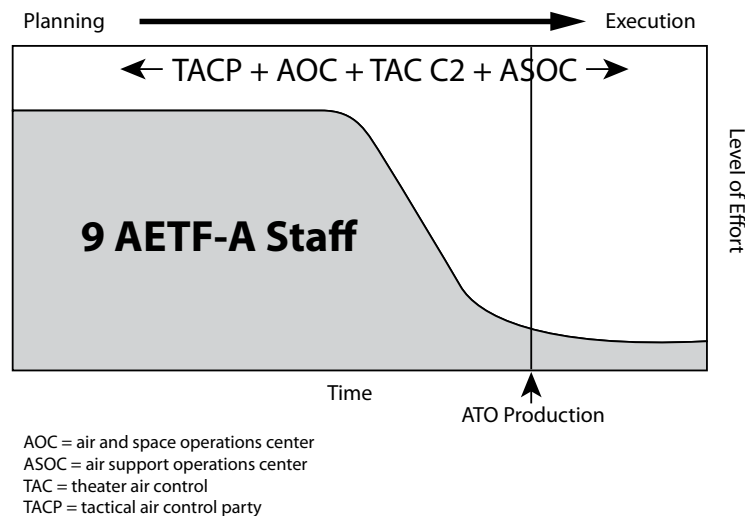 Planning Execution
TACP + AOC + TAC C2 + ASOC
Level of Effort
9 AETF-A Staff
Time
ATO Production
AOC = air and space operations center
ASOC = air support operations center
TAC = theater air control
TACP = tactical air control party